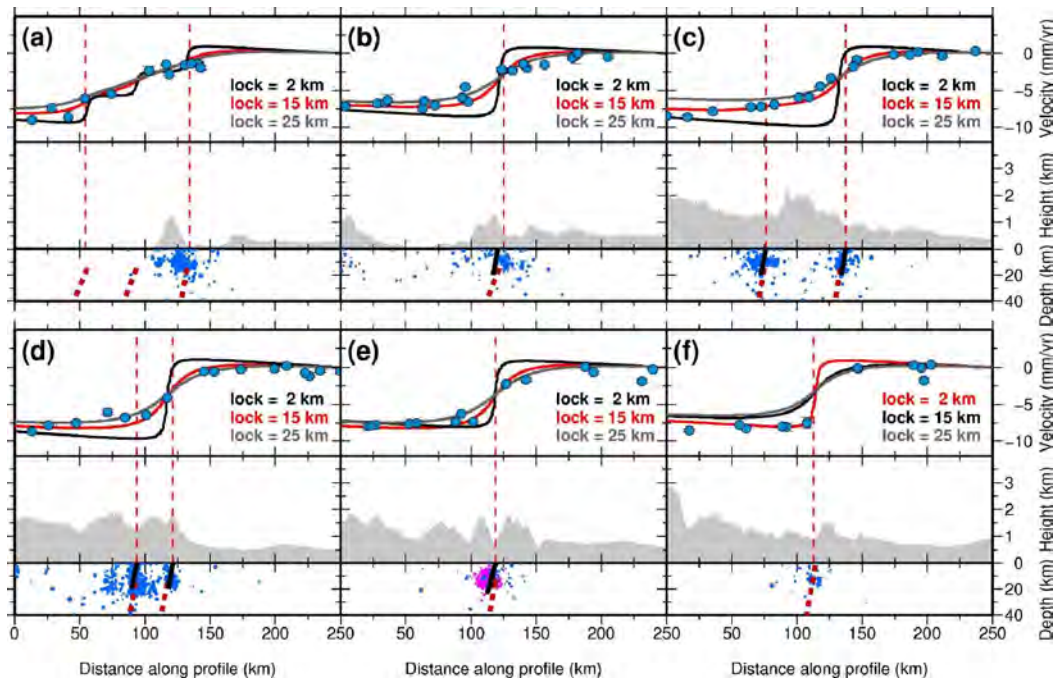 (a) (b) (c)
lock = 2 km lock = 2 km lock = 2 km
lock = 15 km lock = 15 km lock = 15 km
lock = 25 km lock = 25 km lock = 25 km
0
−5
−10
Velocity (mm/yr)
3
2
1
0
Height (km)
0
20
40
Depth (km)
(d) (e) (f)
lock = 2 km lock = 2 km lock = 2 km
lock = 15 km lock = 15 km lock = 15 km
lock = 25 km lock = 25 km lock = 25 km
0
−5
−10
Velocity (mm/yr)
3
2
1
0
Height (km)
0
20
40
Depth (km)
0 50 100 150 200 250 50 100 150 200 250 50 100 150 200 250
Distance along profile (km) Distance along profile (km) Distance along profile (km)